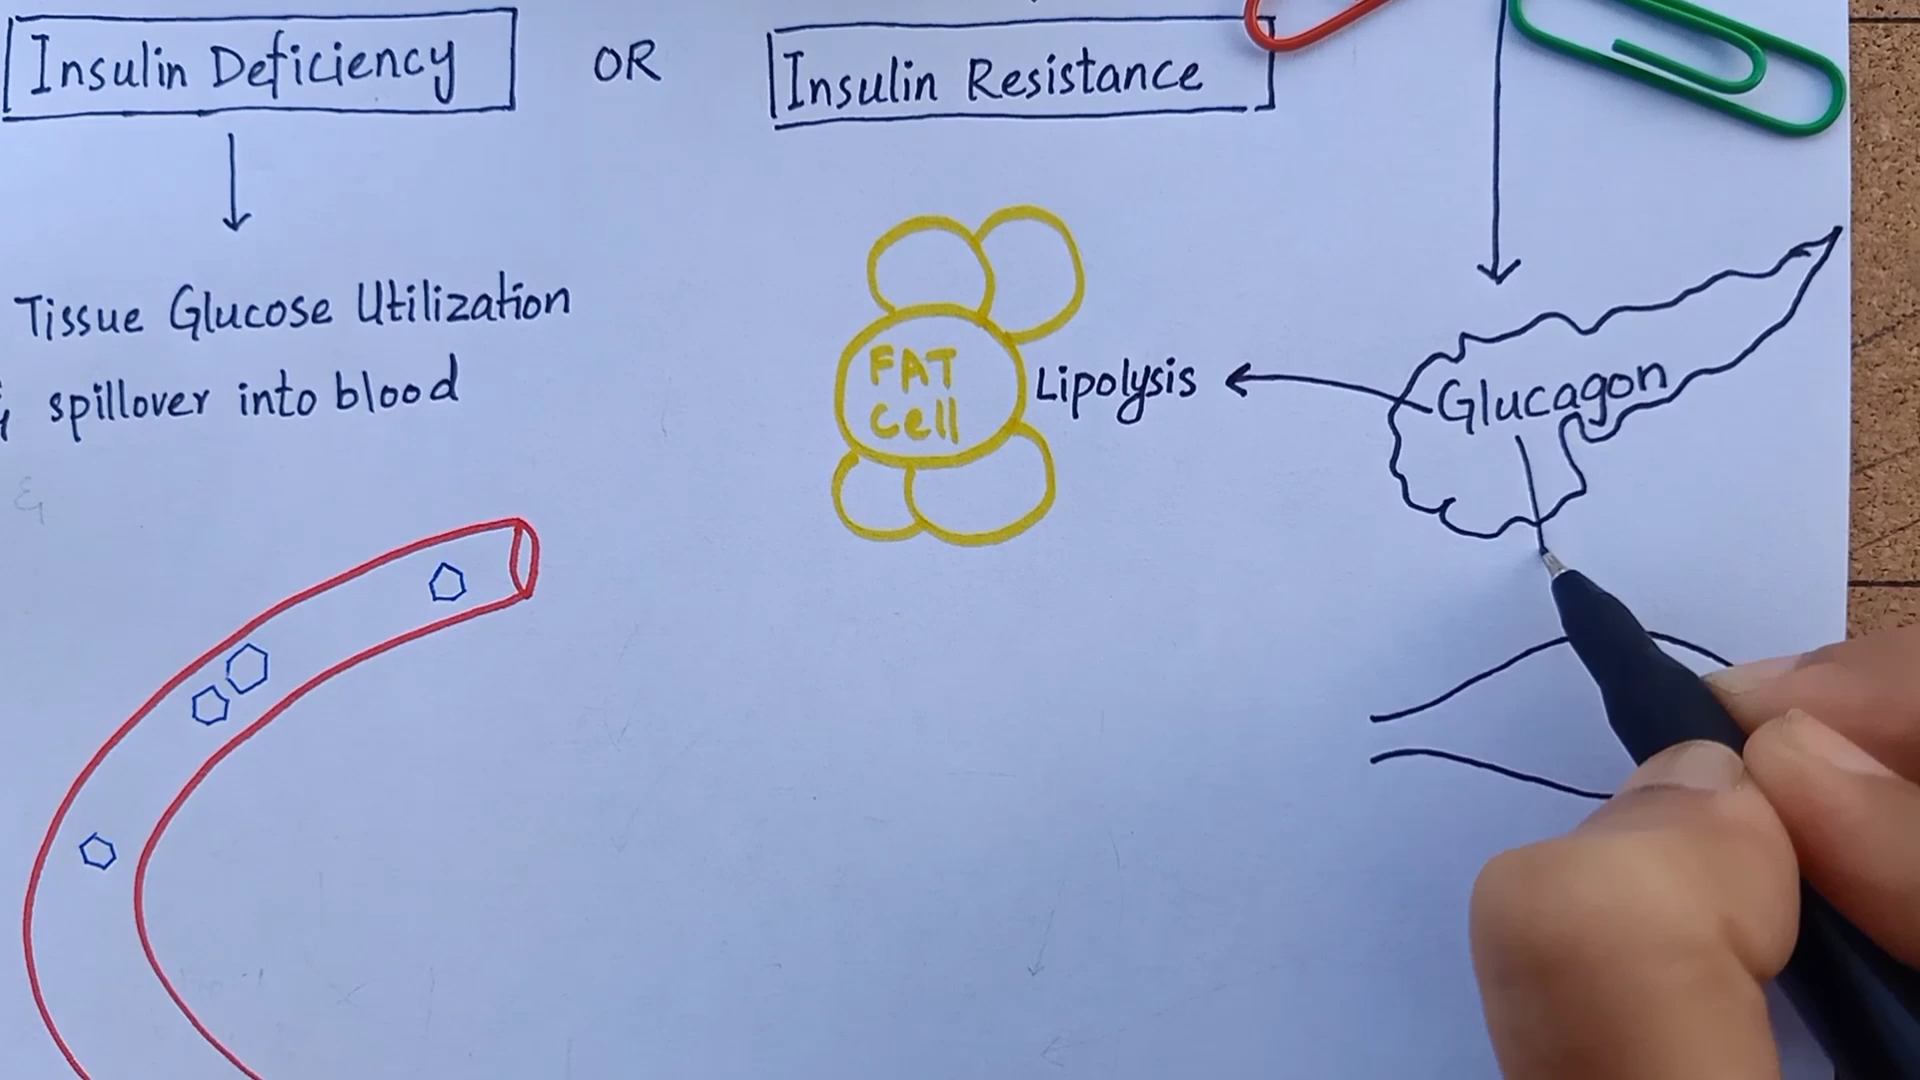 Insulin Deficiency OR Insulin Resistance
Tissue Glucose Utilization
& spillover into blood
FAT
Cell
Lipolysis
Glucagon
&